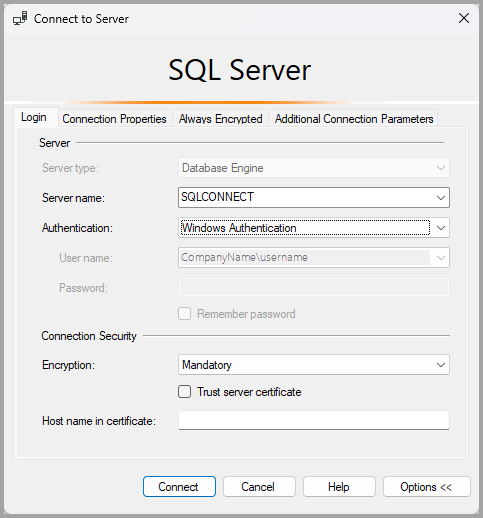 Connect to Server
SQL Server
Login Connection Properties Always Encrypted Additional Connection Parameters
Server
Server type: Database Engine
Server name: SQLCONNECT
Authentication: Windows Authentication
User name: CompanyName\username
Password:
Remember password
Connection Security
Encryption: Mandatory
Trust server certificate
Host name in certificate:
Connect Cancel Help Options <<